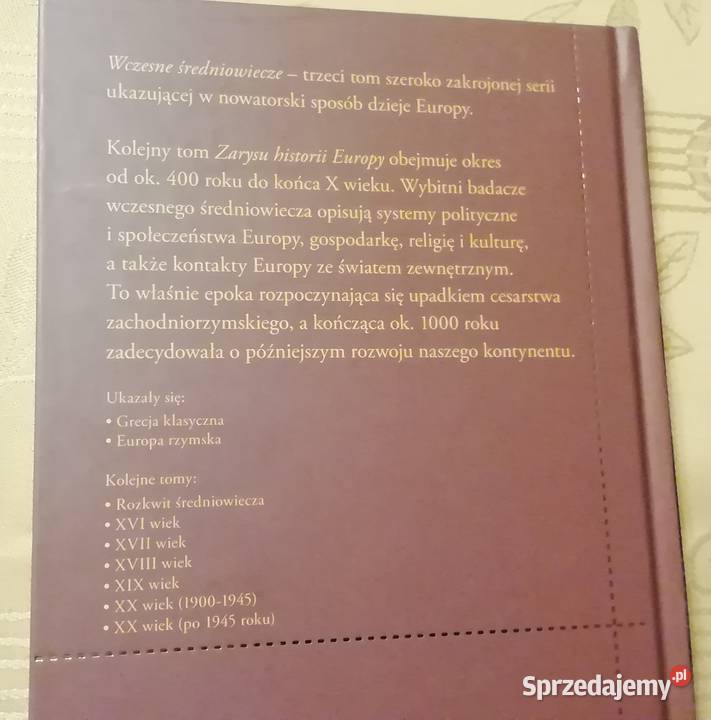 Wczesne średniowiecze – trzeci tom szeroko zakrojonej serii
ukazującej w nowatorski sposób dzieje Europy.
Kolejny tom Zarysu historii Europy obejmuje okres
od ok. 400 roku do końca X wieku. Wybitni badacze
wczesnego średniowiecza opisują systemy polityczne
i społeczeństwa Europy, gospodarkę, religię i kulturę,
a także kontakty Europy ze światem zewnętrznym.
To właśnie epoka rozpoczynająca się upadkiem cesarstwa
zachodniorzymskiego, a kończąca ok. 1000 roku
zadecydowała o późniejszym rozwoju naszego kontynentu.
Ukazały się:
• Grecja klasyczna
• Europa rzymska
Kolejne tomy:
• Rozkwit średniowiecza
• XVI wiek
• XVII wiek
• XVIII wiek
• XIX wiek
• XX wiek (1900-1945)
• XX wiek (po 1945 roku)
Sprzedajemy.pl